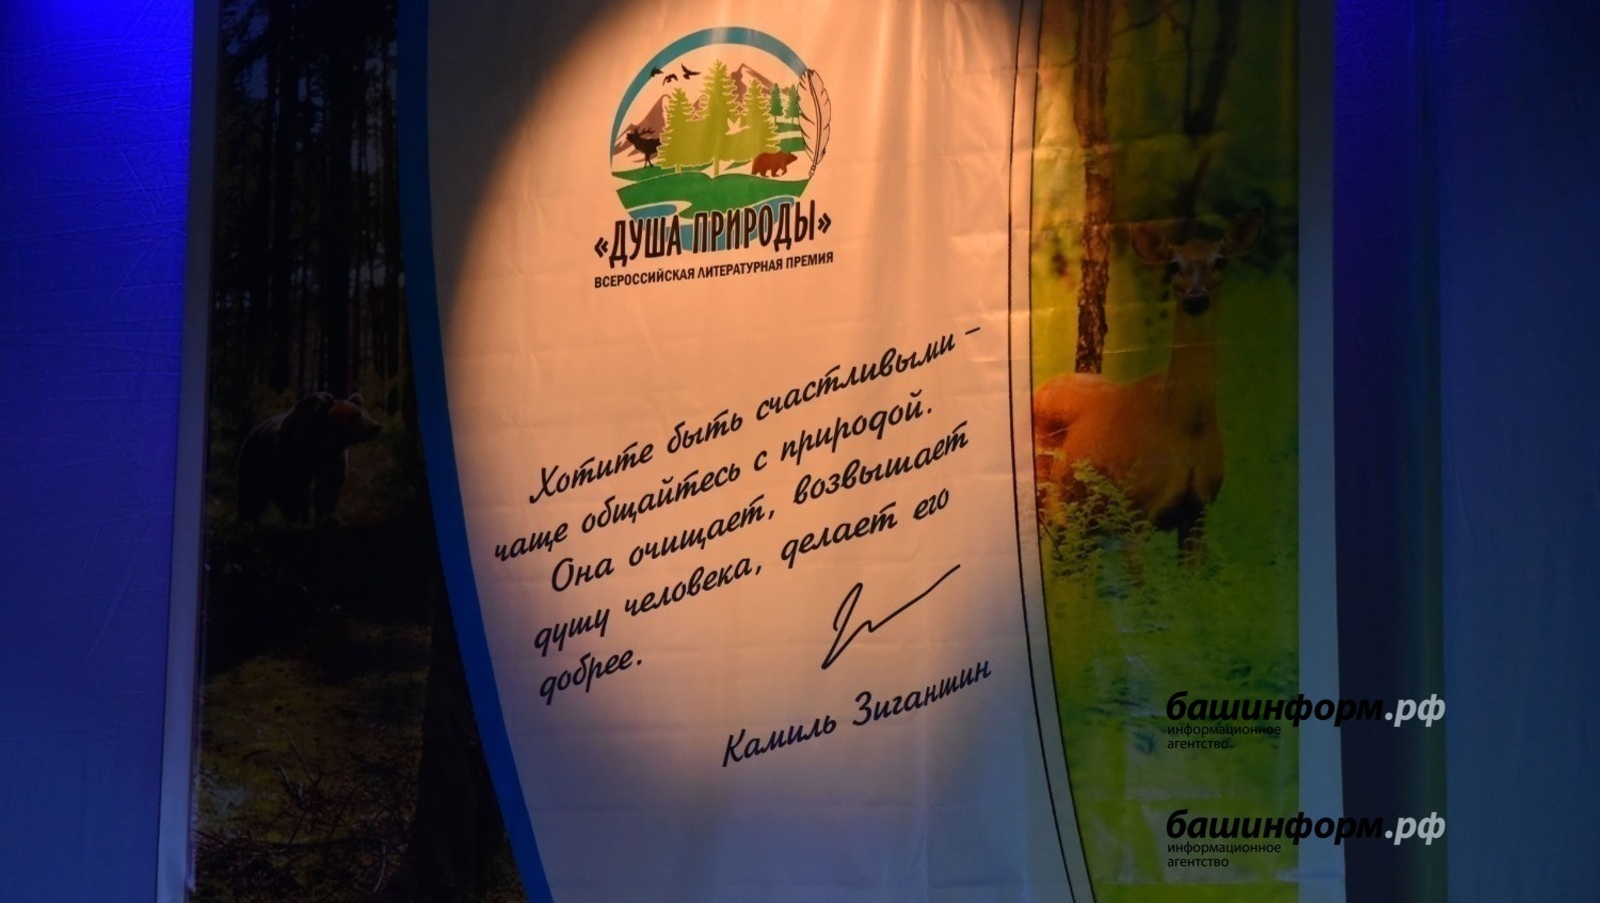 «ДУША ПРИРОДЫ»
ВСЕРОССИЙСКАЯ ЛИТЕРАТУРНАЯ ПРЕМИЯ
Хотите быть счастливыми –
чаще общайтесь с природой.
Она очищает, возвышает
душу человека, делает его
добрее.
Камиль Зиганшин
башинформ.рф
информационное
агентство
башинформ.рф
информационное
агентство